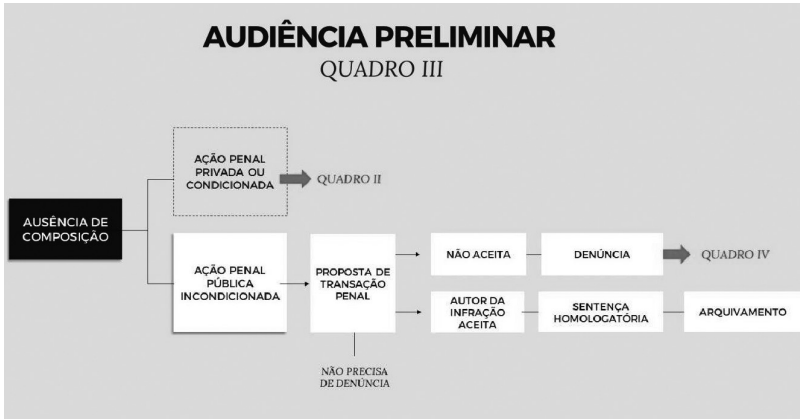 AUDIÊNCIA PRELIMINAR
QUADRO III
AÇÃO PENAL
PRIVADA OU
CONDICIONADA
QUADRO II
AUSÊNCIA DE
COMPOSIÇÃO
AÇÃO PENAL
PÚBLICA
INCONDICIONADA
PROPOSTA DE
TRANSAÇÃO
PENAL
NÃO ACEITA
DENÚNCIA
QUADRO IV
AUTOR DA
INFRAÇÃO
ACEITA
SENTENÇA
HOMOLOGATÓRIA
ARQUIVAMENTO
NÃO PRECISA
DE DENÚNCIA